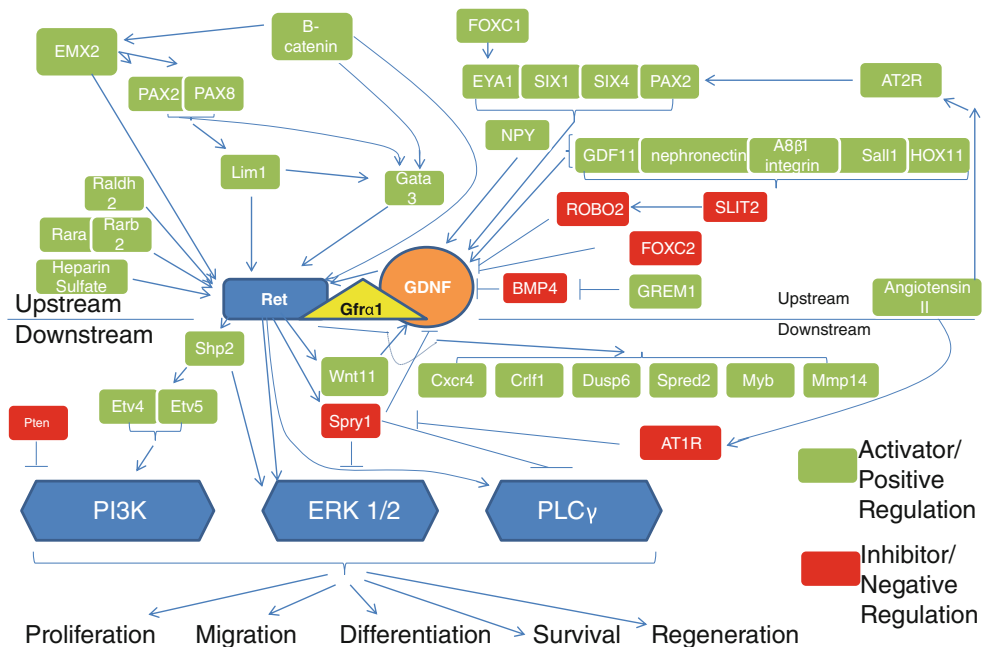 B-
catenin
FOXC1
EMX2
EYA1 SIX1 SIX4 PAX2
AT2R
PAX2 PAX8
NPY
GDF11 nephronectin A8β1
integrin Sall1 HOX11
Lim1
Gata
3
Raldh
2
ROBO2
SLIT2
Rara Rarb
2
FOXC2
Heparin
Sulfate
GDNF
BMP4
GREM1
Angiotensin
II
Ret
Gfrα1
Upstream
Upstream
Downstream
Downstream
Shp2
Wnt11
Cxcr4 Crlf1 Dusp6 Spred2 Myb Mmp14
Etv4 Etv5
Pten
Spry1
AT1R
Activator/
Positive
Regulation
PI3K
ERK 1/2
PLCγ
Inhibitor/
Negative
Regulation
Proliferation Migration Differentiation Survival Regeneration